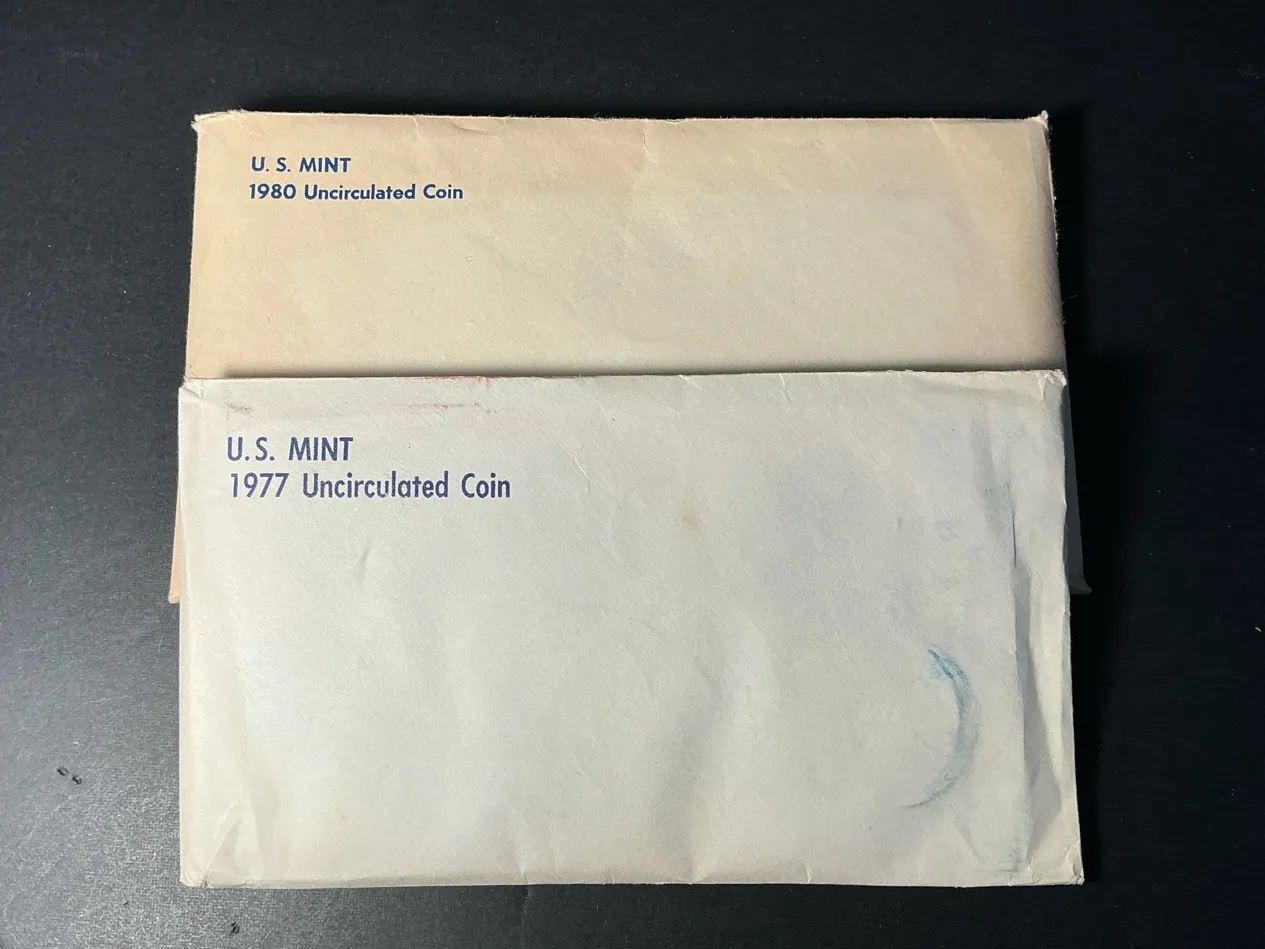 U. S. MINT
1980 Uncirculated Coin
U.S. MINT
1977 Uncirculated Coin